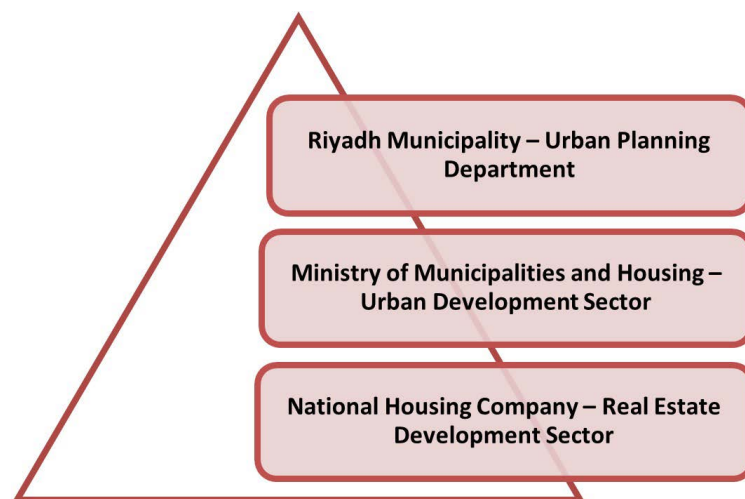 Riyadh Municipality – Urban Planning
Department
Ministry of Municipalities and Housing –
Urban Development Sector
National Housing Company – Real Estate
Development Sector